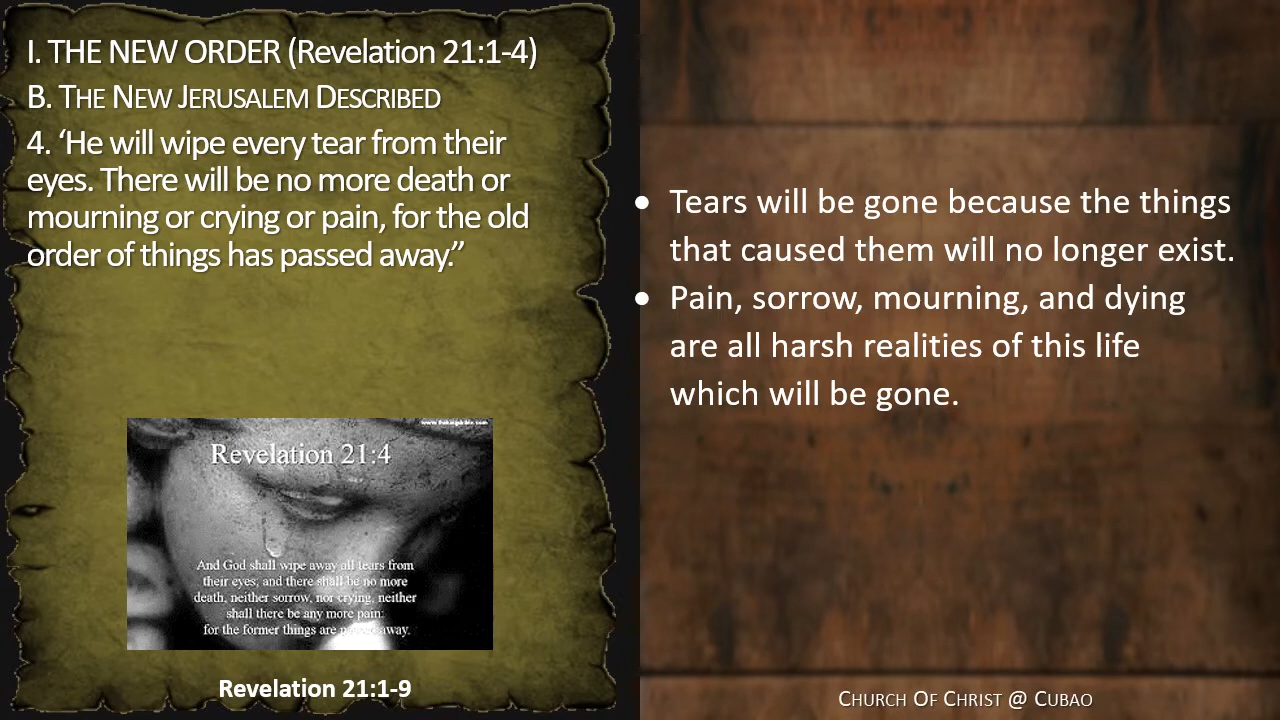 I. THE NEW ORDER (Revelation 21:1-4)
B. THE NEW JERUSALEM DESCRIBED
4. ‘He will wipe every tear from their
eyes. There will be no more death or
mourning or crying or pain, for the old
order of things has passed away.”
Revelation 21:4
And God shall wipe away all tears from
their eyes; and there shall be no more
death, neither sorrow, nor crying, neither
shall there be any more pain:
for the former things are away.
Revelation 21:1-9
• Tears will be gone because the things
that caused them will no longer exist.
• Pain, sorrow, mourning, and dying
are all harsh realities of this life
which will be gone.
CHURCH OF CHRIST @ CUBAO